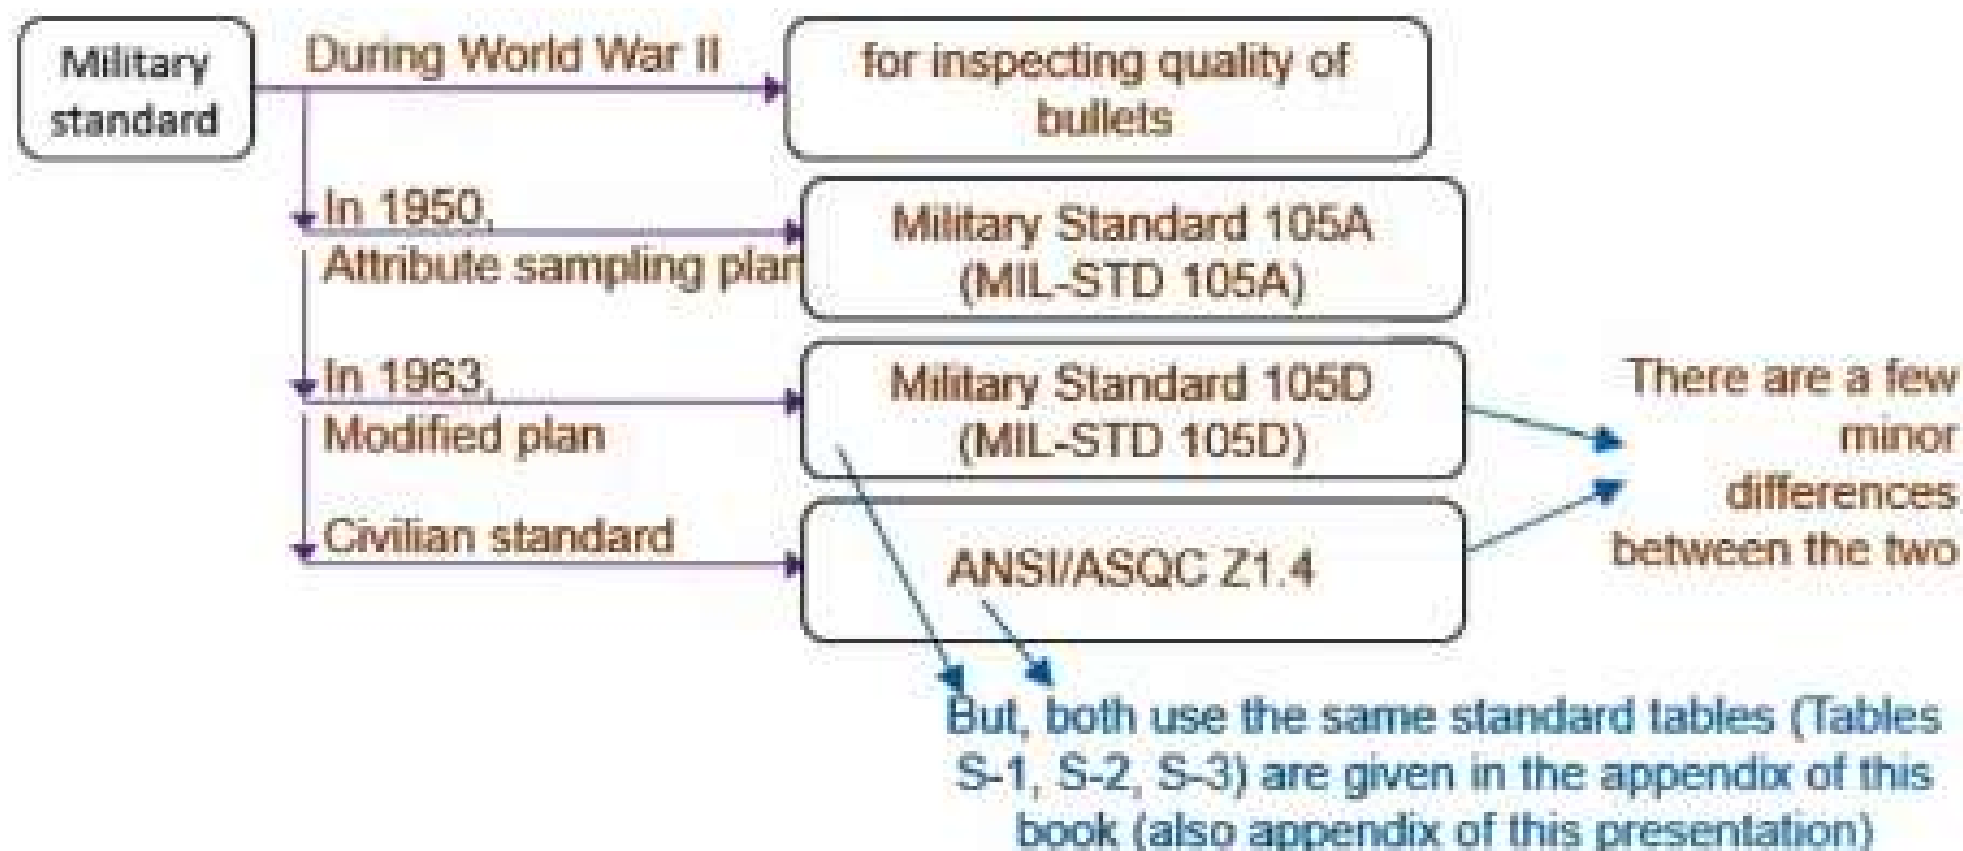 Military
standard
During World War II
for inspecting quality of
bullets
In 1950,
Attribute sampling plan
Military Standard 105A
(MIL-STD 105A)
In 1963,
Modified plan
Military Standard 105D
(MIL-STD 105D)
There are a few
minor
differences
between the two
Civilian standard
ANSI/ASQC Z1.4
But, both use the same standard tables (Tables
S-1, S-2, S-3) are given in the appendix of this
book (also appendix of this presentation)